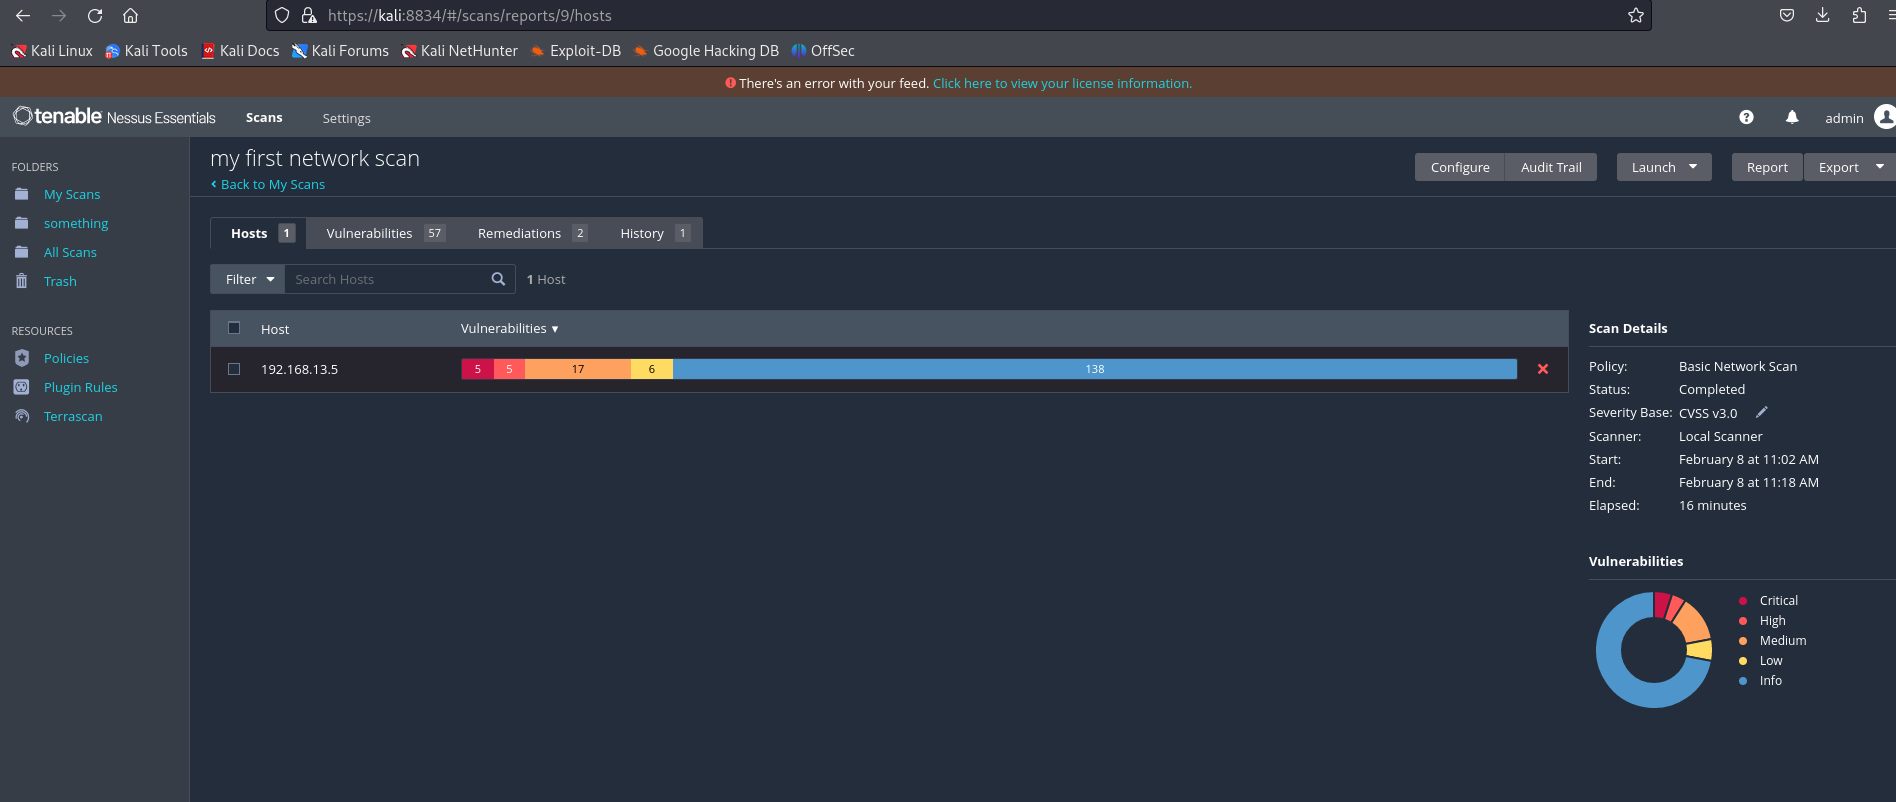 https://kali:8834/#/scans/reports/9/hosts
Kali Linux Kali Tools Kali Docs Kali Forums Kali NetHunter Exploit-DB Google Hacking DB OffSec
There's an error with your feed. Click here to view your license information.
tenable Nessus Essentials Scans Settings admin
FOLDERS
My Scans
something
All Scans
Trash
RESOURCES
Policies
Plugin Rules
Terrascan
my first network scan
Back to My Scans
Configure Audit Trail Launch Report Export
Hosts 1 Vulnerabilities 57 Remediations 2 History 1
Filter Search Hosts 1 Host
Host Vulnerabilities
192.168.13.5 5 5 17 6 138
Scan Details
Policy: Basic Network Scan
Status: Completed
Severity Base: CVSS v3.0
Scanner: Local Scanner
Start: February 8 at 11:02 AM
End: February 8 at 11:18 AM
Elapsed: 16 minutes
Vulnerabilities
Critical
High
Medium
Low
Info